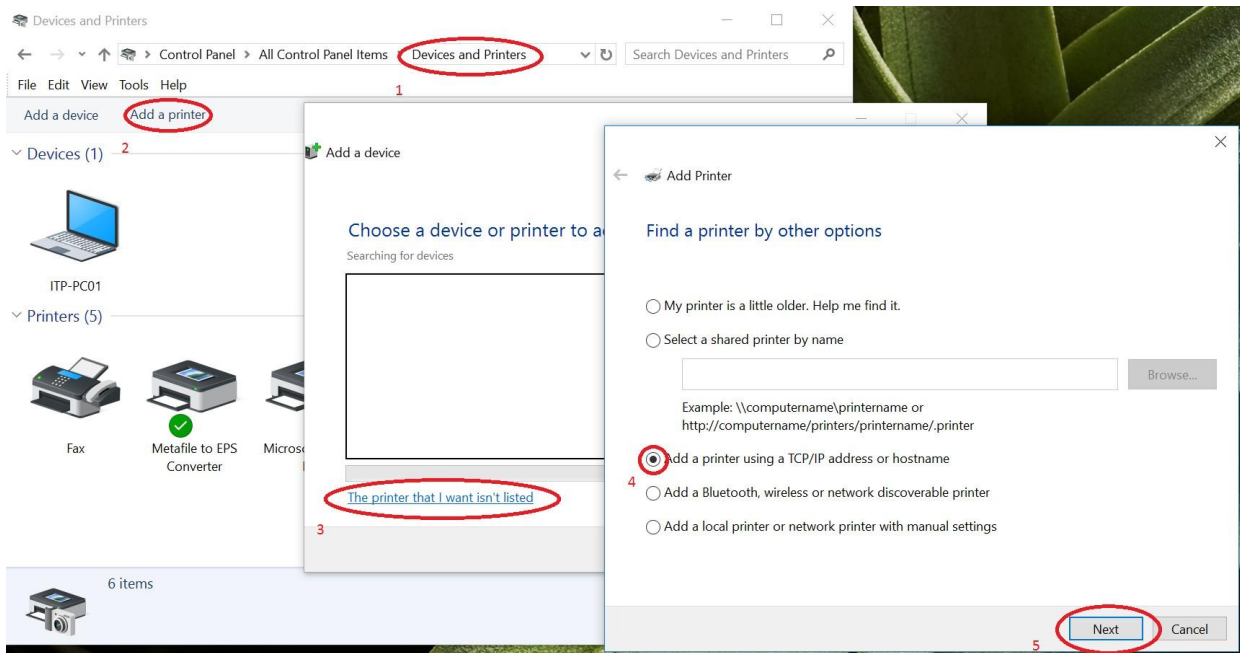 Devices and Printers
Control Panel > All Control Panel Items > Devices and Printers
Search Devices and Printers
File Edit View Tools Help
1
Add a device Add a printer
2
Devices (1)
ITP-PC01
Printers (5)
Fax
Metafile to EPS
Converter
Add a device
Choose a device or printer to
Searching for devices
The printer that I want isn't listed
3
6 items
Add Printer
Find a printer by other options
My printer is a little older. Help me find it.
Select a shared printer by name
Browse...
Example: \\computername\printername or
http://computername/printers/printername/.printer
Add a printer using a TCP/IP address or hostname
4
Add a Bluetooth, wireless or network discoverable printer
Add a local printer or network printer with manual settings
Next Cancel
5